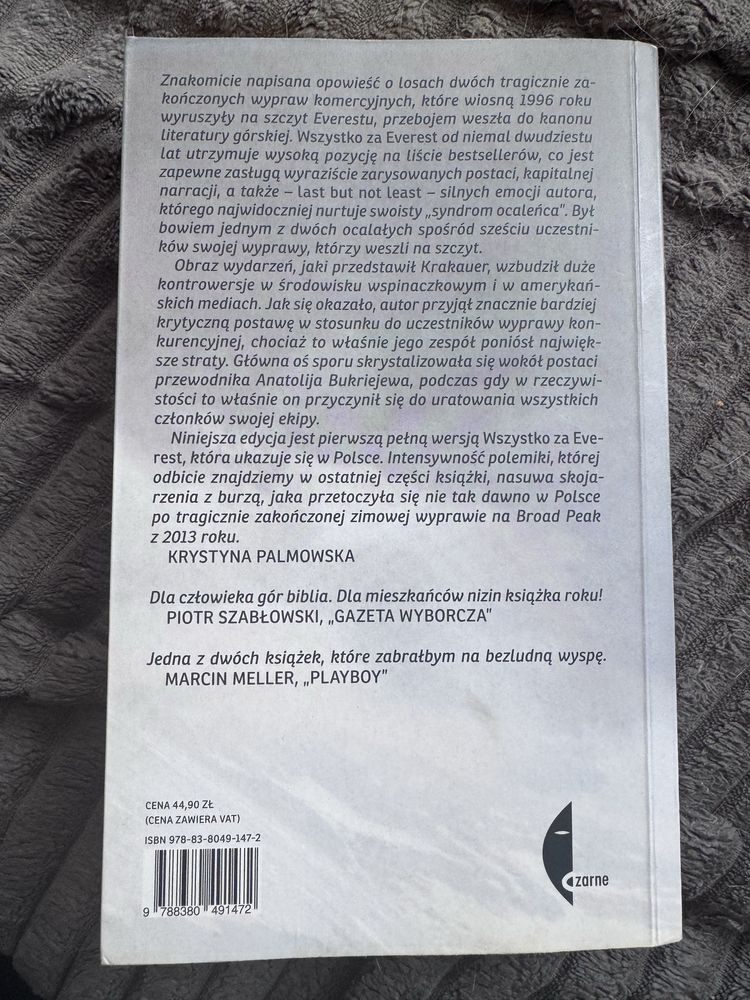 Znakomicie napisana opowieść o losach dwóch tragicznie za-
kończonych wypraw komercyjnych, które wiosną 1996 roku
wyruszyły na szczyt Everestu, przebojem weszła do kanonu
literatury górskiej. Wszystko za Everest od niemal dwudziestu
lat utrzymuje wysoką pozycję na liście bestsellerów, co jest
zapewne zasługą wyraziście zarysowanych postaci, kapitalnej
narracji, a także – last but not least – silnych emocji autora,
którego najwidoczniej nurtuje swoisty „syndrom ocaleńca”. Był
bowiem jednym z dwóch ocalałych spośród sześciu uczestni-
ków swojej wyprawy, którzy weszli na szczyt.
Obraz wydarzeń, jaki przedstawił Krakauer, wzbudził duże
kontrowersje w środowisku wspinaczkowym i w amerykań-
skich mediach. Jak się okazało, autor przyjął znacznie bardziej
krytyczną postawę w stosunku do uczestników wyprawy kon-
kurencyjnej, chociaż to właśnie jego zespół poniósł najwięk-
sze straty. Główna oś sporu skrystalizowała się wokół postaci
przewodnika Anatolija Bukriejewa, podczas gdy w rzeczywi-
stości to właśnie on przyczynił się do uratowania wszystkich
członków swojej ekipy.
Niniejsza edycja jest pierwszą pełną wersją Wszystko za Eve-
rest, która ukazuje się w Polsce. Intensywność polemiki, której
odbicie znajdziemy w ostatniej części książki, nasuwa skoja-
rzenia z burzą, jaka przetoczyła się nie tak dawno w Polsce
po tragicznie zakończonej zimowej wyprawie na Broad Peak
z 2013 roku.
KRYSTYNA PALMOWSKA
Dla człowieka gór biblia. Dla mieszkańców nizin książka roku!
PIOTR SZABŁOWSKI, „GAZETA WYBORCZA”
Jedna z dwóch książek, które zabrałbym na bezludną wyspę.
MARCIN MELLER, „PLAYBOY”
CENA 44,90 ZŁ
(CENA ZAWIERA VAT)
ISBN 978-83-8049-147-2
9 788380 491472
Czarne